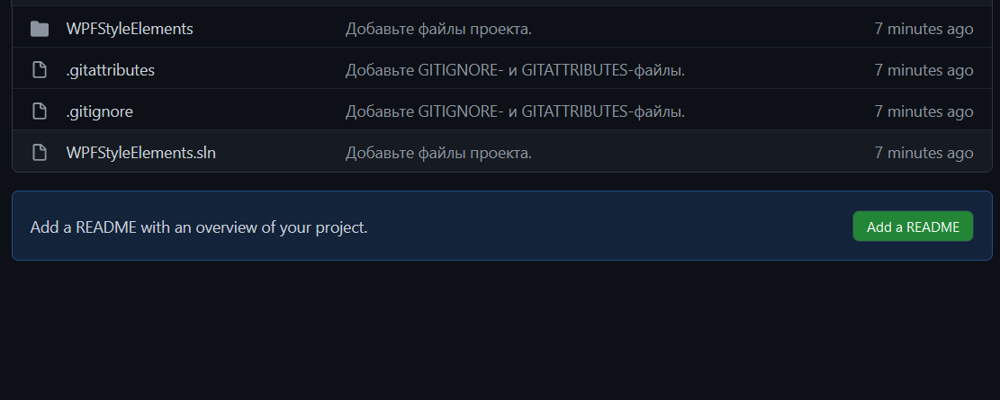 WPFStyleElements Добавьте файлы проекта. 7 minutes ago
.gitattributes Добавьте GITIGNORE- и GITATTRIBUTES-файлы. 7 minutes ago
.gitignore Добавьте GITIGNORE- и GITATTRIBUTES-файлы. 7 minutes ago
WPFStyleElements.sln Добавьте файлы проекта. 7 minutes ago
Add a README with an overview of your project. Add a README